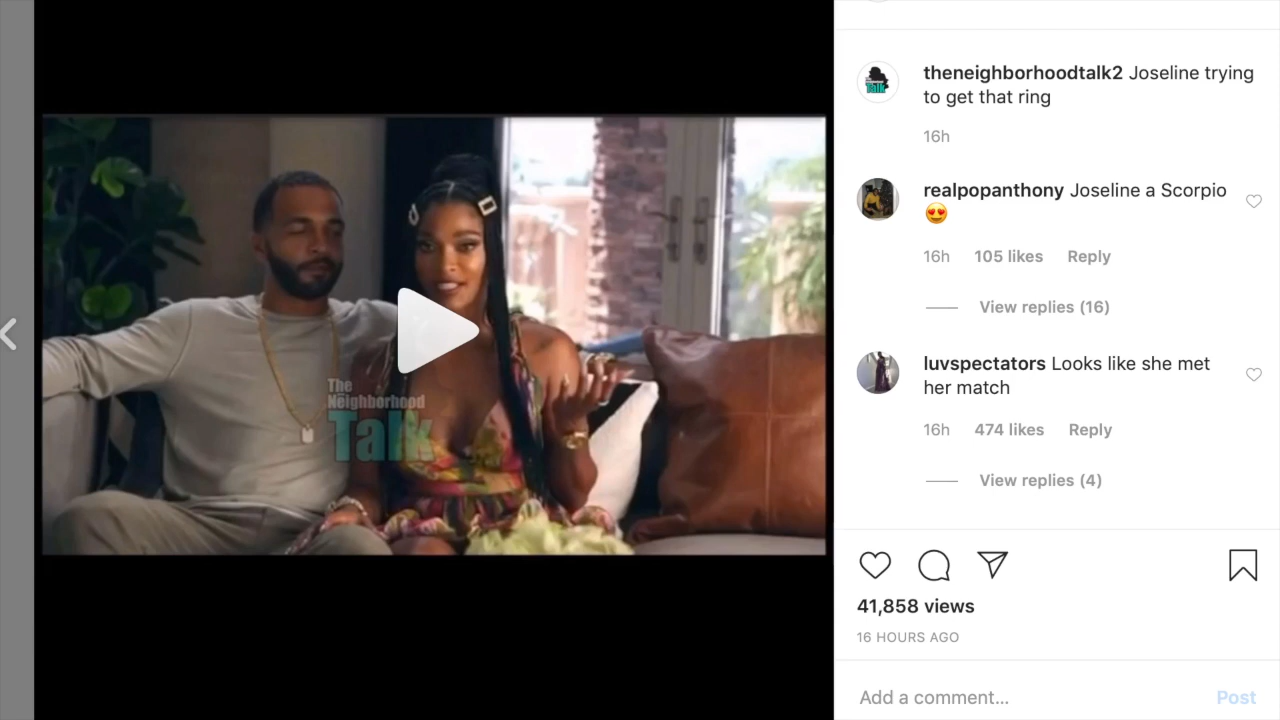 The
Neighborhood
Talk
theneighborhoodtalk2 Joseline trying
to get that ring
16h
realpopanthony Joseline a Scorpio
😍
16h 105 likes Reply
View replies (16)
luvspectators Looks like she met
her match
16h 474 likes Reply
View replies (4)
41,858 views
16 HOURS AGO
Add a comment... Post